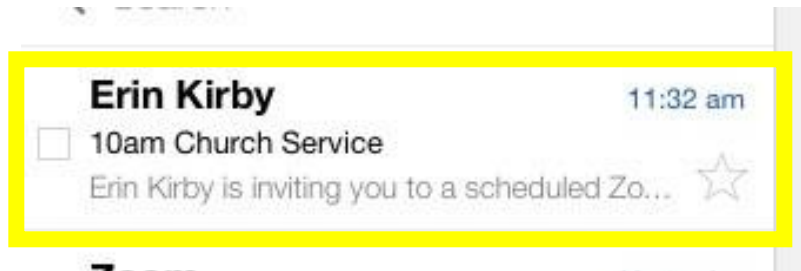 Erin Kirby
11:32 am
10am Church Service
Erin Kirby is inviting you to a scheduled Zo...